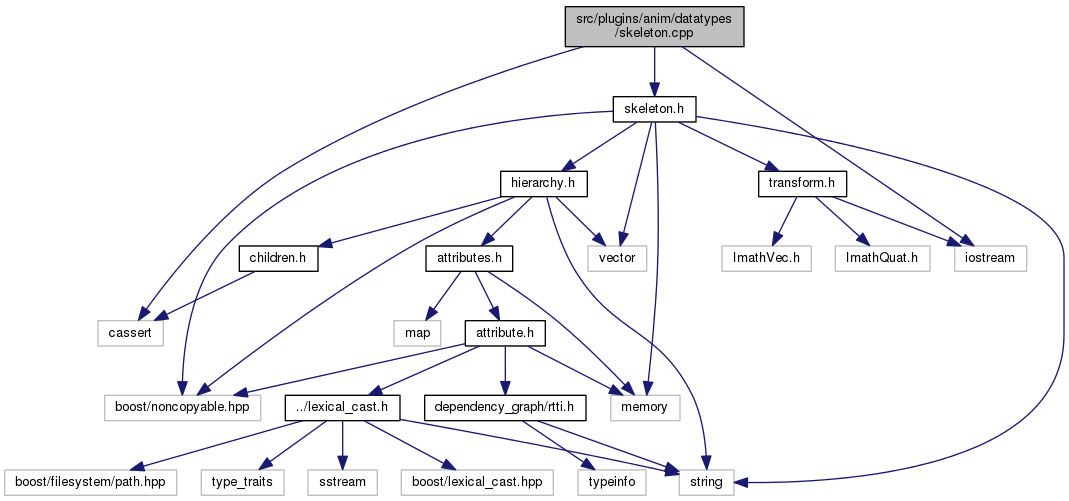 src/plugins/anim/datatypes
/skeleton.cpp
skeleton.h
hierarchy.h
transform.h
children.h
attributes.h
vector
ImathVec.h
ImathQuat.h
iostream
cassert
map
attribute.h
boost/noncopyable.hpp
../lexical_cast.h
dependency_graph/rtti.h
memory
boost/filesystem/path.hpp
type_traits
sstream
boost/lexical_cast.hpp
typeinfo
string